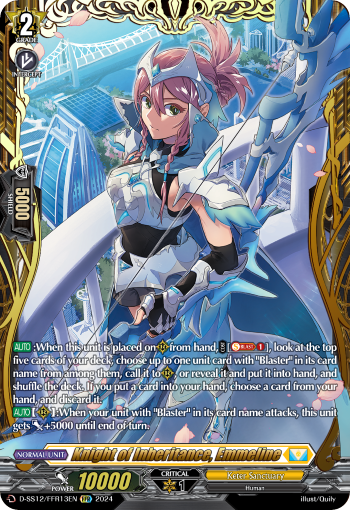 2
GRADE
INTERCEPT
5000
SHIELD
AUTO :When this unit is placed on R from hand, COST [Soul-Blast 1], look at the top
five cards of your deck, choose up to one unit card with "Blaster" in its card
name from among them, call it to R or reveal it and put it into hand, and
shuffle the deck. If you put a card into your hand, choose a card from your
hand, and discard it.
AUTO [R]:When your unit with "Blaster" in its card name attacks, this unit
gets +5000 until end of turn.
NORMAL UNIT
Knight of Inheritance, Emmeline
POWER 10000
CRITICAL
1
Keter Sanctuary
Human
D-SS12/FFR13EN FFR 2024
illust/Quily